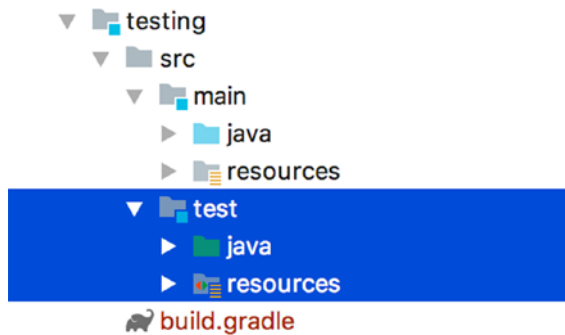 testing
src
main
java
resources
test
java
resources
build.gradle